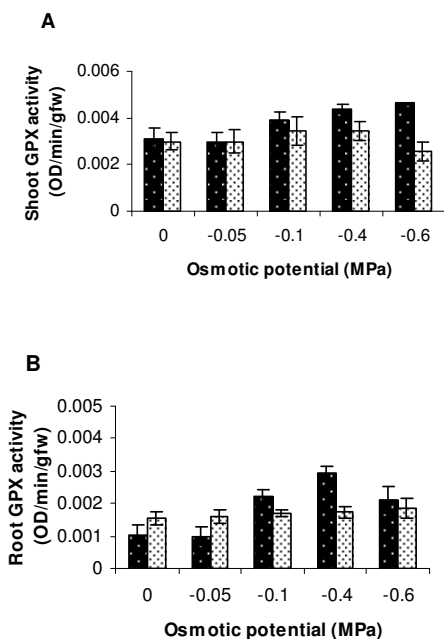 A
0.006
0.004
0.002
0
Shoot GPX activity
(OD/min/gfw)
0 -0.05 -0.1 -0.4 -0.6
Osmotic potential (MPa)
B
0.005
0.004
0.003
0.002
0.001
0
Root GPX activity
(OD/min/gfw)
0 -0.05 -0.1 -0.4 -0.6
Osmotic potential (MPa)